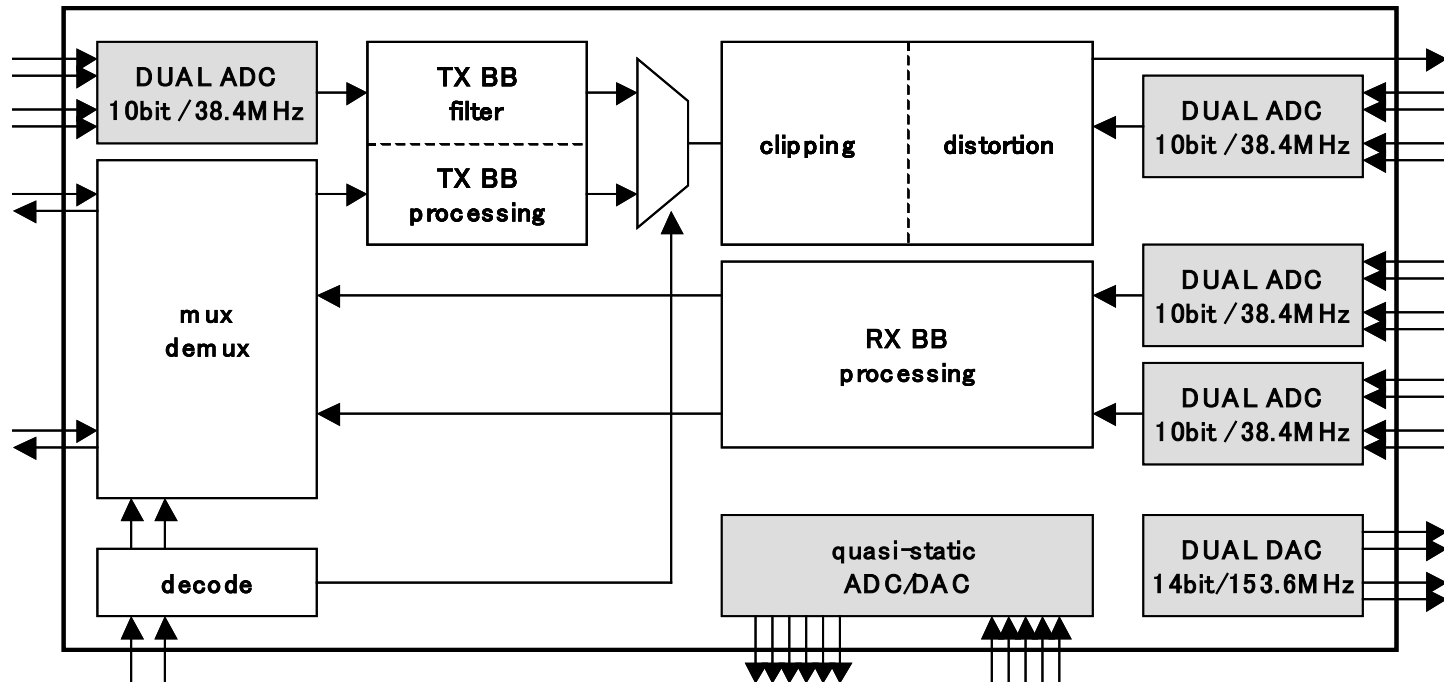 DUAL ADC
10bit / 38.4MHz
TX BB
filter
TX BB
processing
clipping
distortion
DUAL ADC
10bit / 38.4MHz
mux
demux
RX BB
processing
DUAL ADC
10bit / 38.4MHz
DUAL ADC
10bit / 38.4MHz
decode
quasi-static
ADC/DAC
DUAL DAC
14bit/153.6MHz